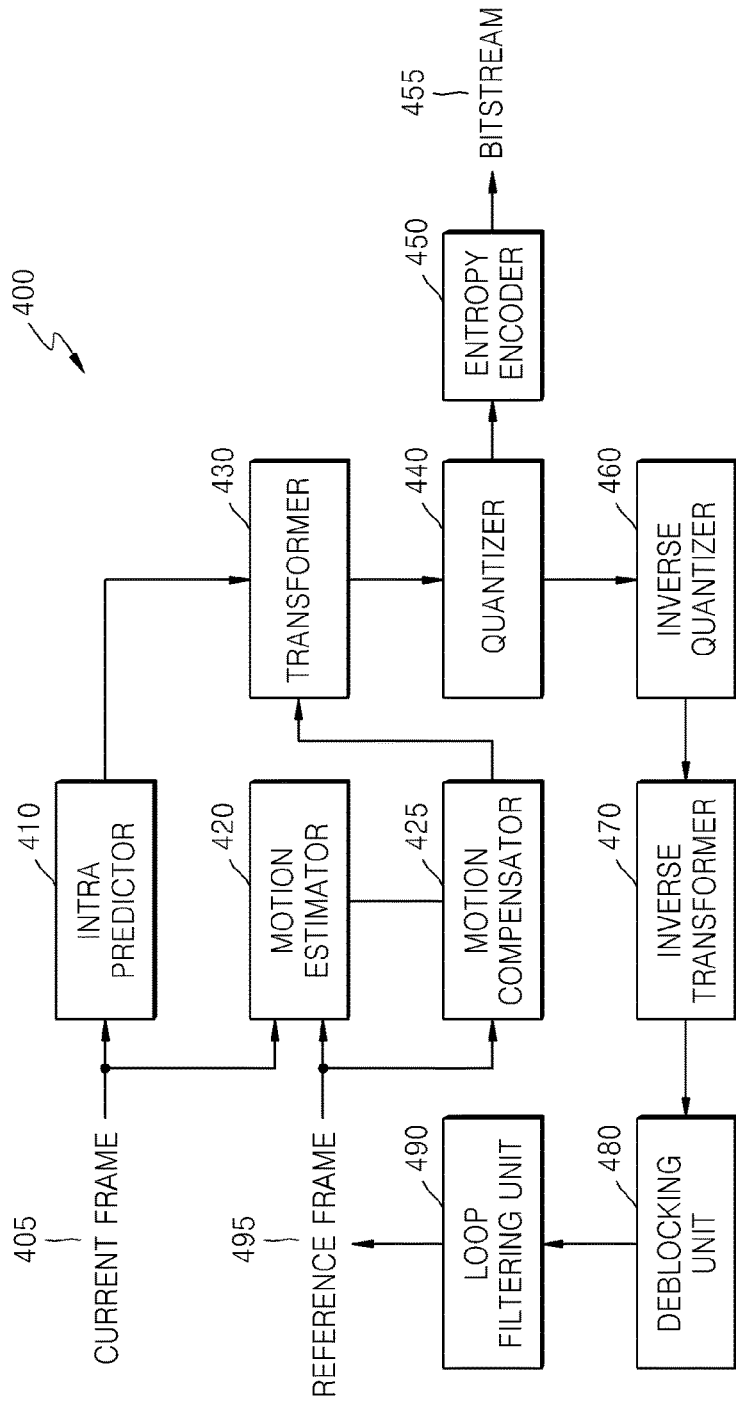 400
405
CURRENT FRAME
410
INTRA
PREDICTOR
430
TRANSFORMER
495
REFERENCE FRAME
420
MOTION
ESTIMATOR
440
QUANTIZER
450
ENTROPY
ENCODER
455
BITSTREAM
490
LOOP
FILTERING UNIT
425
MOTION
COMPENSATOR
480
DEBLOCKING
UNIT
470
INVERSE
TRANSFORMER
460
INVERSE
QUANTIZER